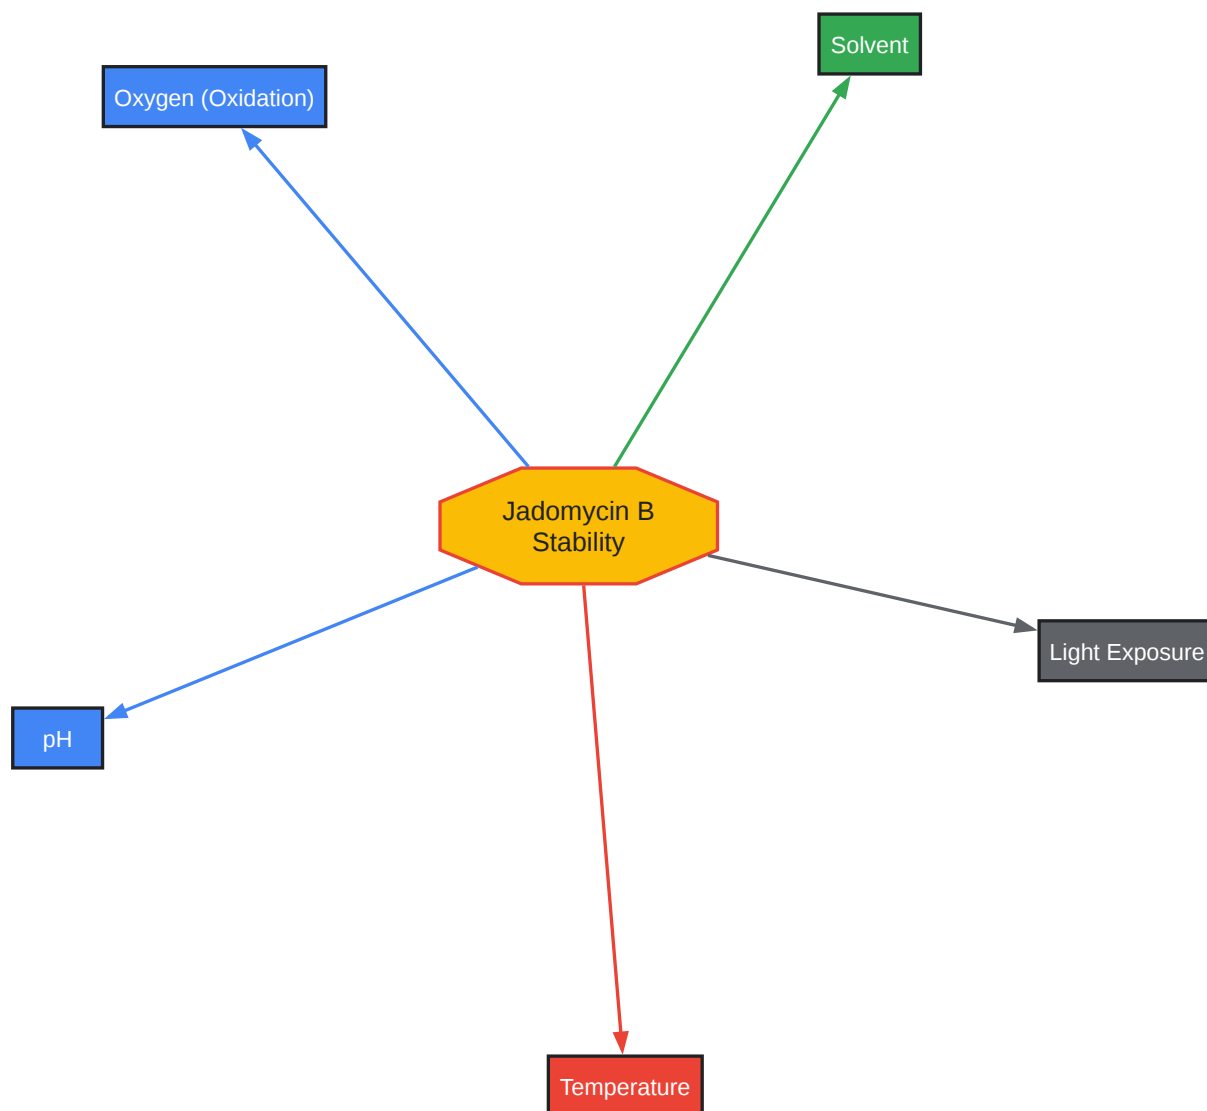 Solvent
Oxygen (Oxidation)
Jadomycin B
Stability
Light Exposure
pH
Temperature